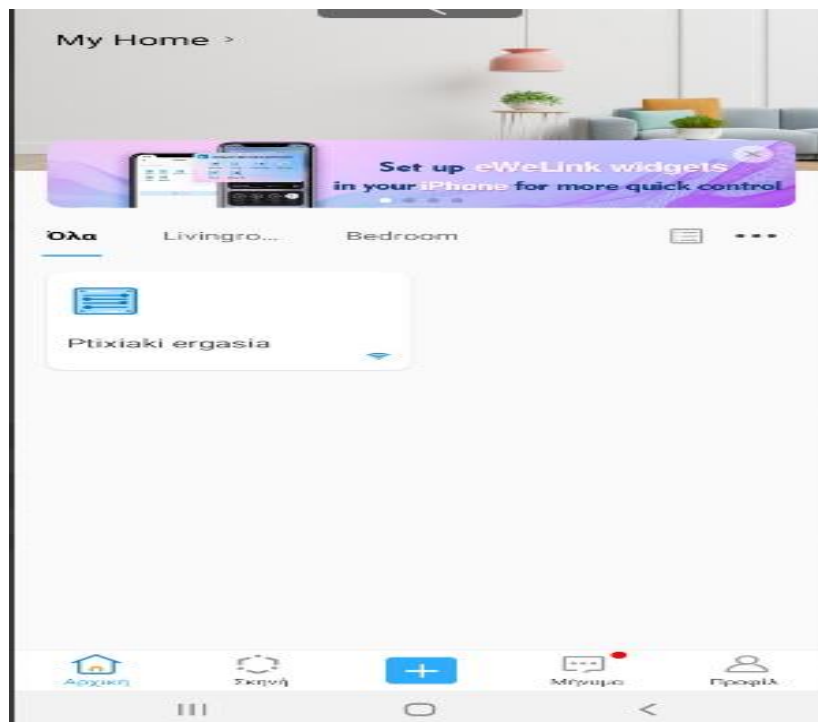 My Home >
Set up eWeLink widgets
in your iPhone for more quick control
Όλα Livingro... Bedroom
Ptixiaki ergasia
Αρχικη Σκηνή Μήνυμα Προφίλ